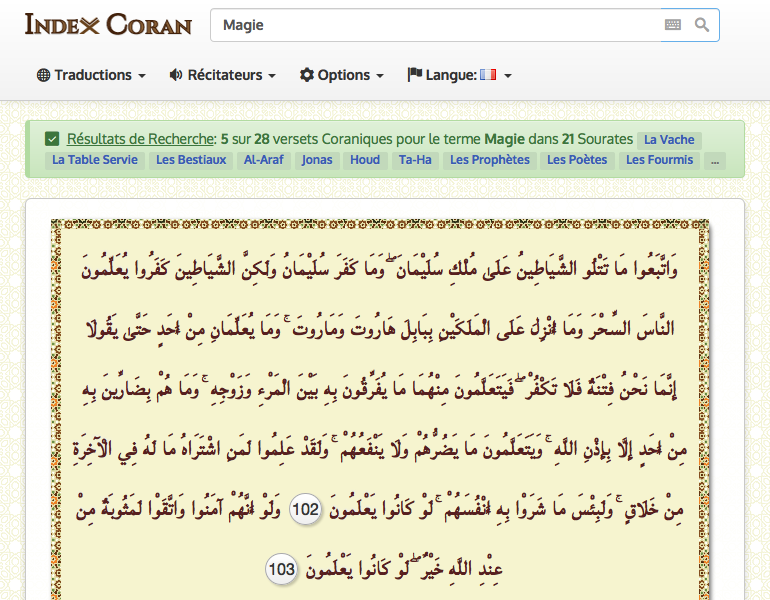 INDEX CORAN
Magie
Traductions Récitateurs Options Langue:
Résultats de Recherche: 5 sur 28 versets Coraniques pour le terme Magie dans 21 Sourates La Vache
La Table Servie Les Bestiaux Al-Araf Jonas Houd Ta-Ha Les Prophètes Les Poètes Les Fourmis ...
وَاتَّبَعُوا مَا تَتْلُو الشَّيَاطِينُ عَلَىٰ مُلْكِ سُلَيْمَانَ ۖ وَمَا كَفَرَ سُلَيْمَانُ وَلَٰكِنَّ الشَّيَاطِينَ كَفَرُوا يُعَلِّمُونَ
النَّاسَ السِّحْرَ وَمَا أُنْزِلَ عَلَى الْمَلَكَيْنِ بِبَابِلَ هَارُوتَ وَمَارُوتَ ۚ وَمَا يُعَلِّمَانِ مِنْ أَحَدٍ حَتَّىٰ يَقُولَا
إِنَّمَا نَحْنُ فِتْنَةٌ فَلَا تَكْفُرْ ۖ فَيَتَعَلَّمُونَ مِنْهُمَا مَا يُفَرِّقُونَ بِهِ بَيْنَ الْمَرْءِ وَزَوْجِهِ ۚ وَمَا هُمْ بِضَارِّينَ بِهِ
مِنْ أَحَدٍ إِلَّا بِإِذْنِ اللَّهِ ۚ وَيَتَعَلَّمُونَ مَا يَضُرُّهُمْ وَلَا يَنْفَعُهُمْ ۚ وَلَقَدْ عَلِمُوا لَمَنِ اشْتَرَاهُ مَا لَهُ فِي الْآخِرَةِ
مِنْ خَلَاقٍ ۚ وَلَبِئْسَ مَا شَرَوْا بِهِ أَنْفُسَهُمْ ۚ لَوْ كَانُوا يَعْلَمُونَ 102 وَلَوْ أَنَّهُمْ آمَنُوا وَاتَّقَوْا لَمَثُوبَةٌ مِنْ
عِنْدِ اللَّهِ خَيْرٌ ۖ لَوْ كَانُوا يَعْلَمُونَ 103